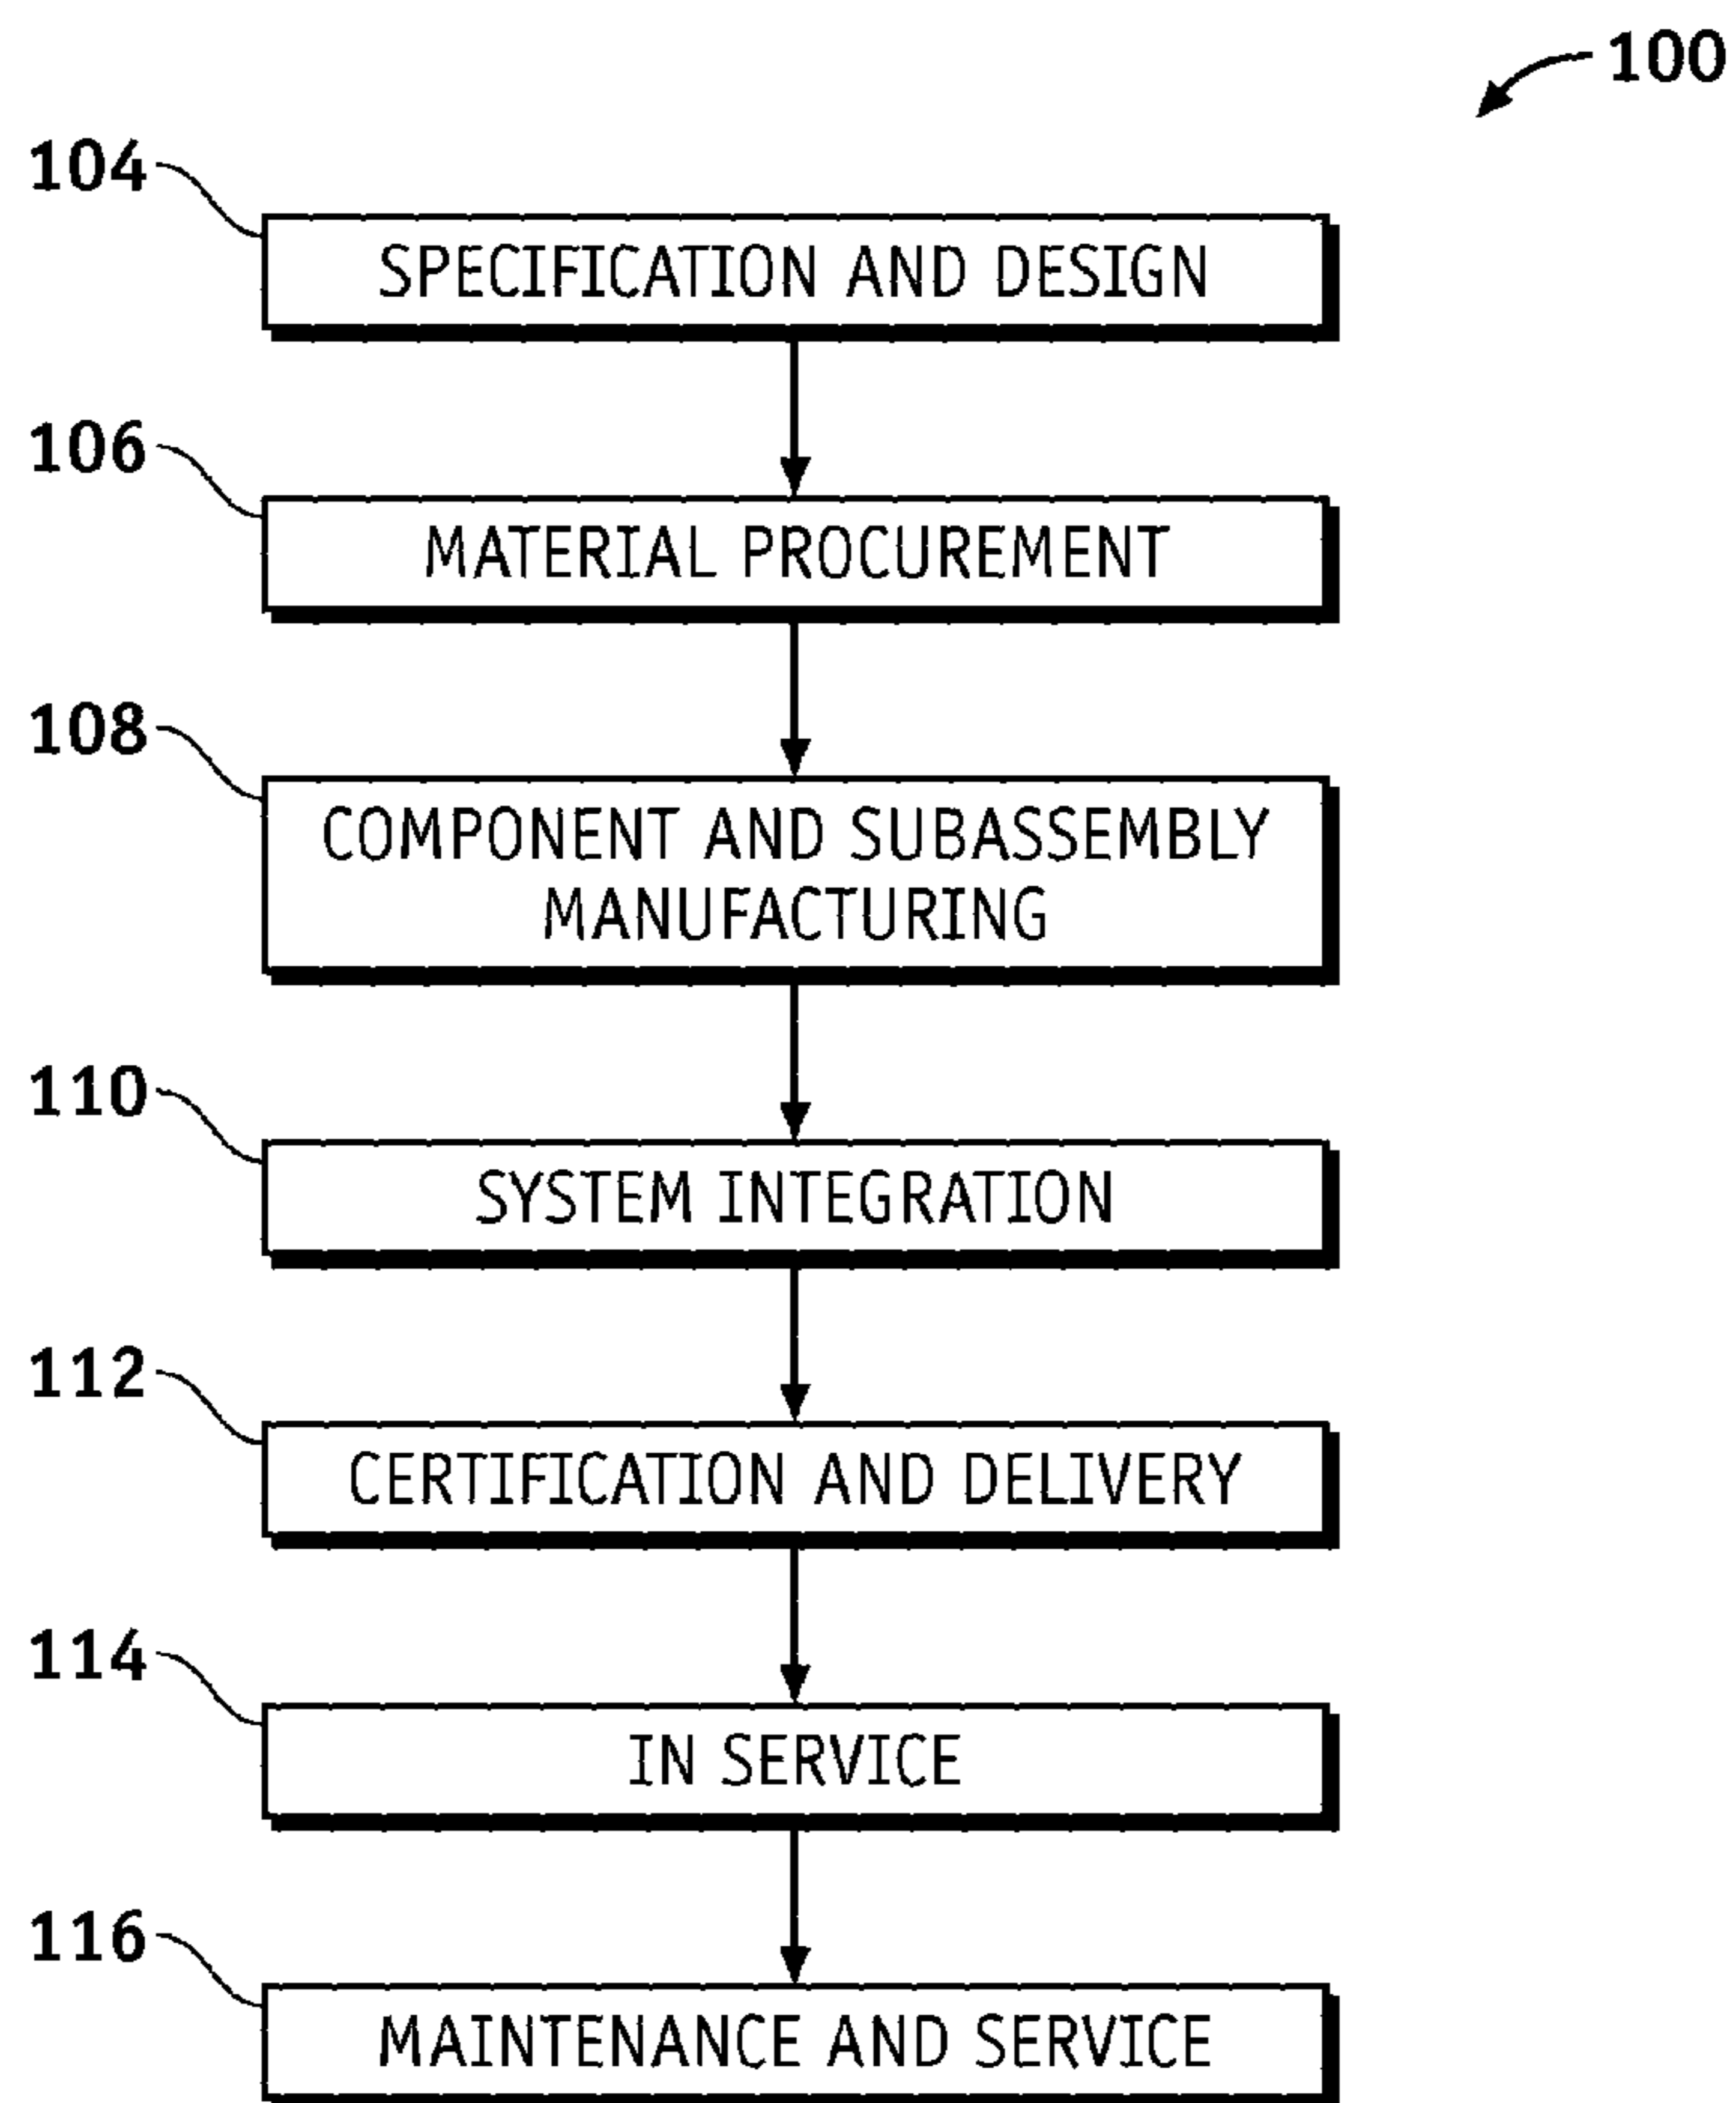 100
104
SPECIFICATION AND DESIGN
106
MATERIAL PROCUREMENT
108
COMPONENT AND SUBASSEMBLY
MANUFACTURING
110
SYSTEM INTEGRATION
112
CERTIFICATION AND DELIVERY
114
IN SERVICE
116
MAINTENANCE AND SERVICE